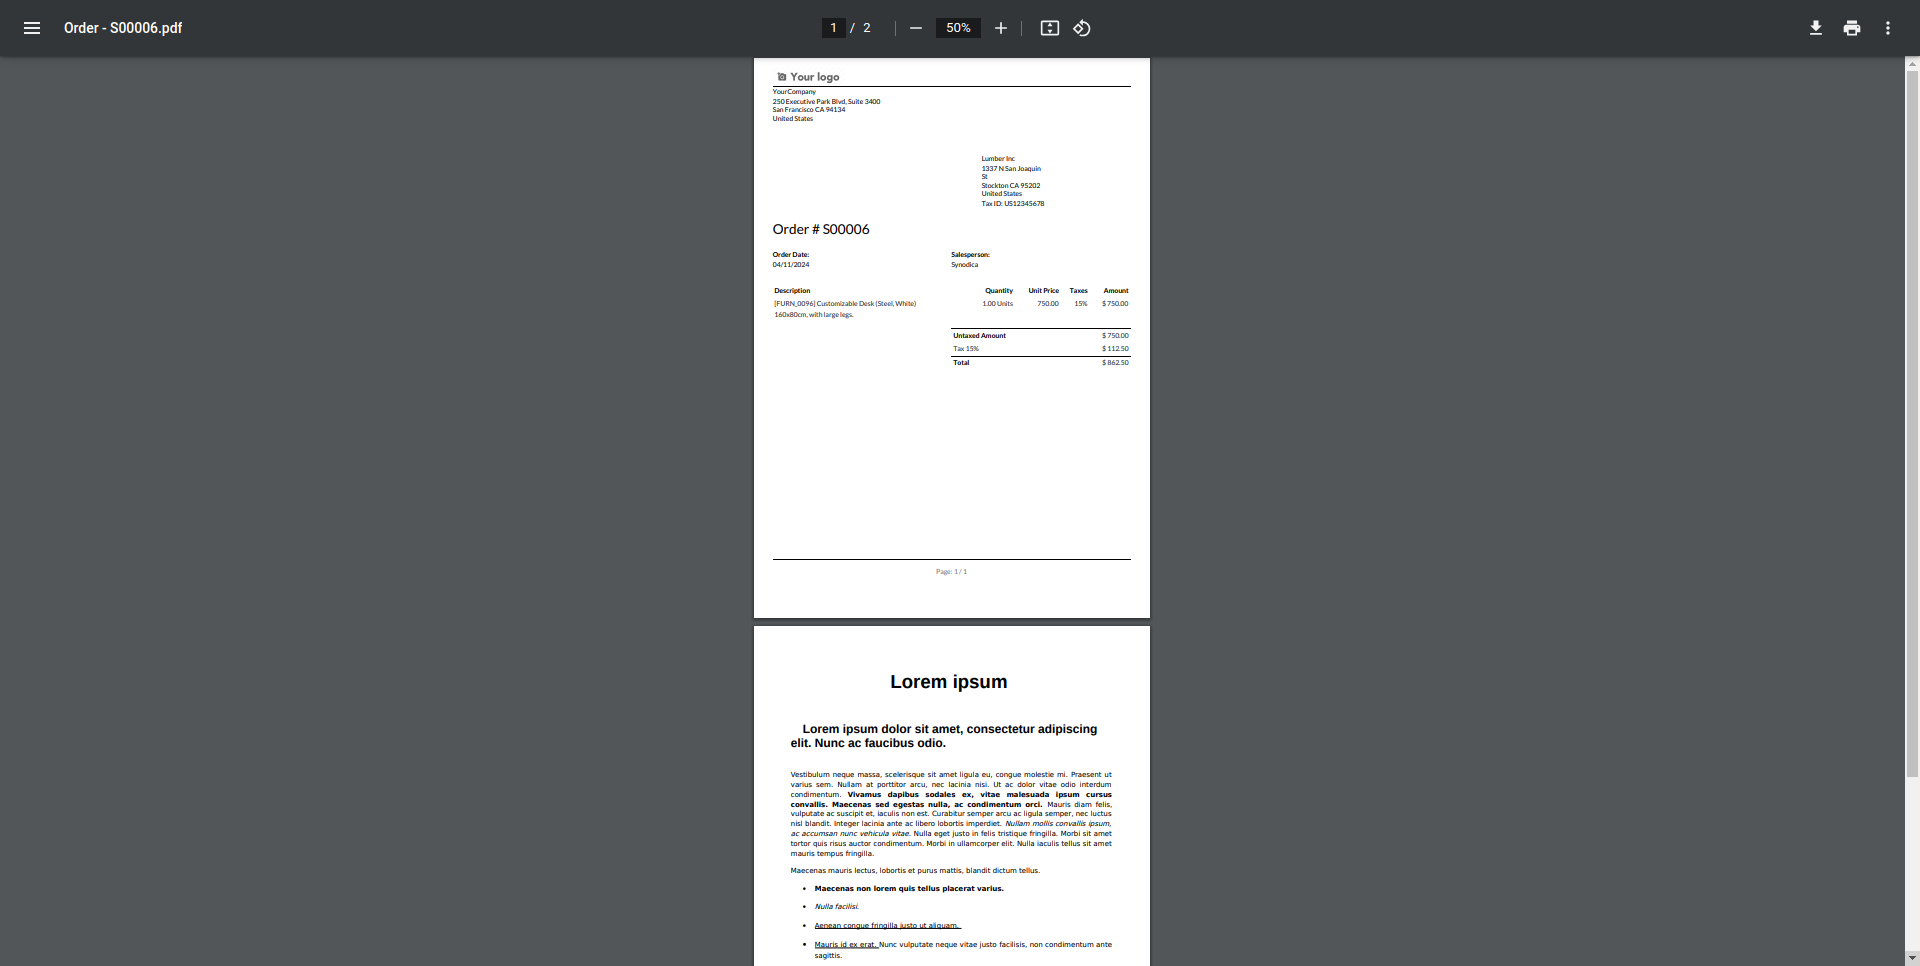 Order - S00006.pdf
1 / 2
50%
Your logo
YourCompany
250 Executive Park Blvd, Suite 3400
San Francisco CA 94134
United States
Lumber Inc
1337 N San Joaquin
St
Stockton CA 95202
United States
Tax ID: US12345678
Order # S00006
Order Date: Salesperson:
04/11/2024 Synodica
Description Quantity Unit Price Taxes Amount
[FURN_0096] Customizable Desk (Steel, White) 1.00 Units 750.00 15% $ 750.00
160x80cm, with large legs.
Untaxed Amount $ 750.00
Tax 15% $ 112.50
Total $ 862.50
Page: 1 / 1
Lorem ipsum
Lorem ipsum dolor sit amet, consectetur adipiscing
elit. Nunc ac faucibus odio.
Vestibulum neque massa, scelerisque sit amet ligula eu, congue molestie mi. Praesent ut
varius sem. Nullam at porttitor arcu, nec lacinia nisi. Ut ac dolor vitae odio interdum
condimentum. Vivamus dapibus sodales ex, vitae malesuada ipsum cursus
convallis. Maecenas sed egestas nulla, ac condimentum orci. Mauris diam felis,
vulputate ac suscipit et, iaculis non est. Curabitur semper arcu ac ligula semper, nec luctus
nisl blandit. Integer lacinia ante ac libero lobortis imperdiet. Nullam mollis convallis ipsum,
ac accumsan nunc vehicula vitae. Nulla eget justo in felis tristique fringilla. Morbi sit amet
tortor quis risus auctor condimentum. Morbi in ullamcorper elit. Nulla iaculis tellus sit amet
mauris tempus fringilla.
Maecenas mauris lectus, lobortis et purus mattis, blandit dictum tellus.
• Maecenas non lorem quis tellus placerat varius.
• Nulla facilisi.
• Aenean congue fringilla justo ut aliquam.
• Mauris id ex erat. Nunc vulputate neque vitae justo facilisis, non condimentum ante
sagittis.